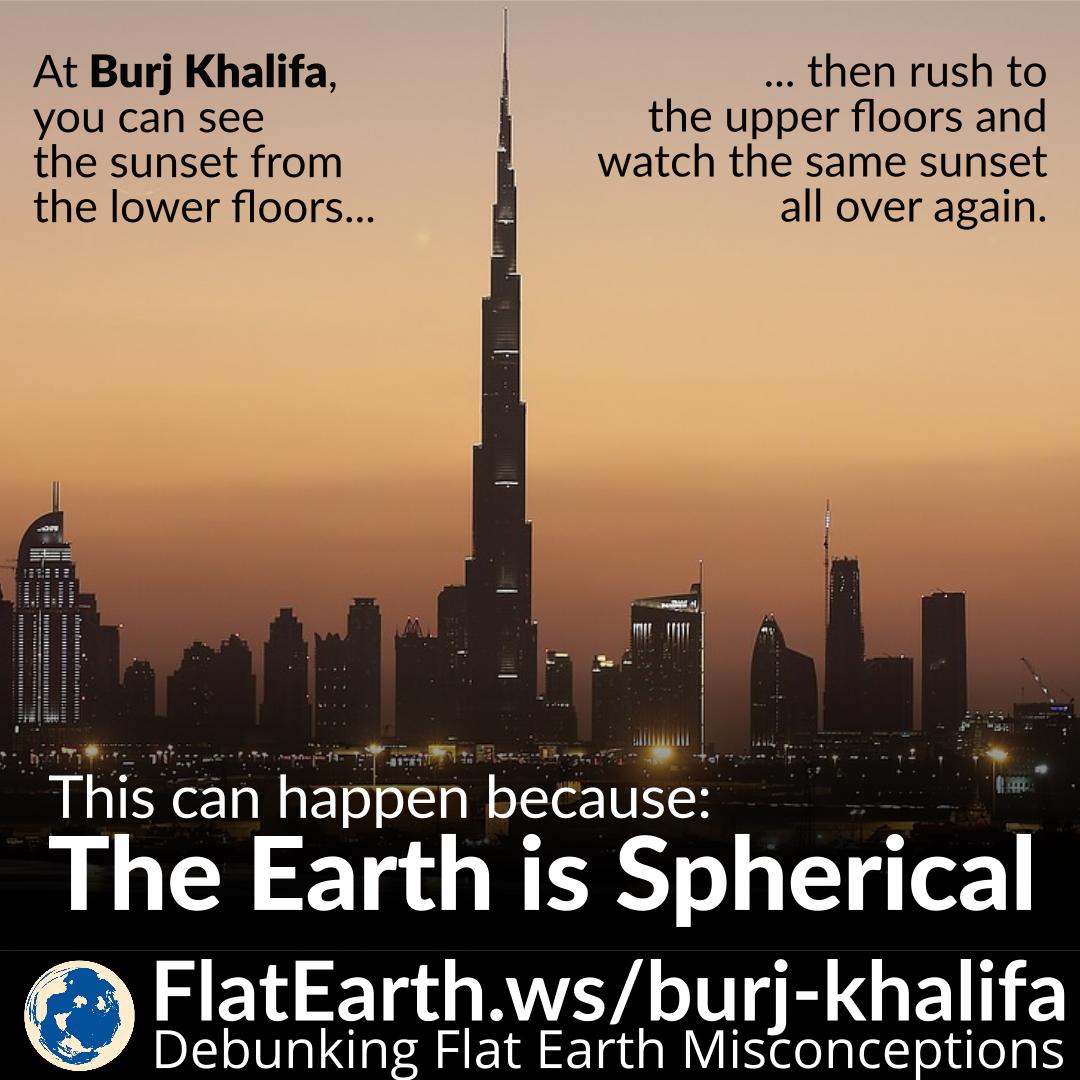 At Burj Khalifa,
you can see
the sunset from
the lower floors...
... then rush to
the upper floors and
watch the same sunset
all over again.
This can happen because:
The Earth is Spherical
FlatEarth.ws/burj-khalifa
Debunking Flat Earth Misconceptions